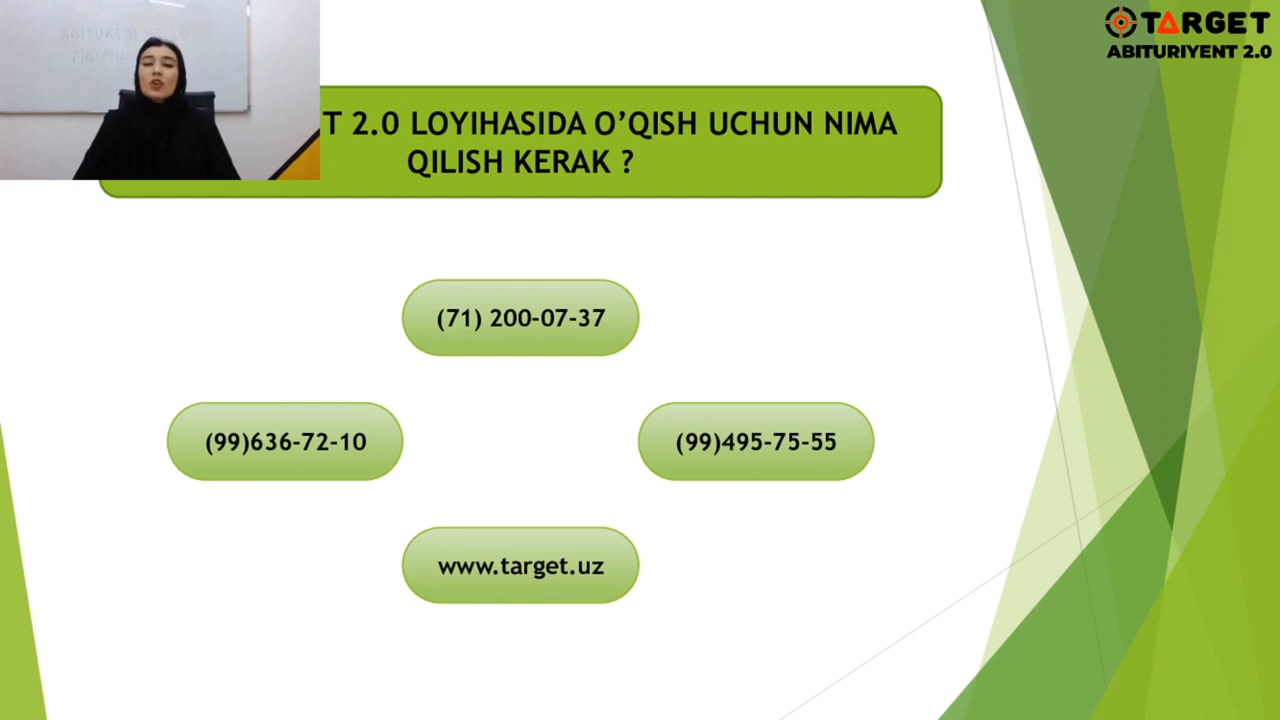 TARGET
ABITURIYENT 2.0
T 2.0 LOYIHASIDA O’QISH UCHUN NIMA
QILISH KERAK ?
(71) 200-07-37
(99)636-72-10
(99)495-75-55
www.target.uz